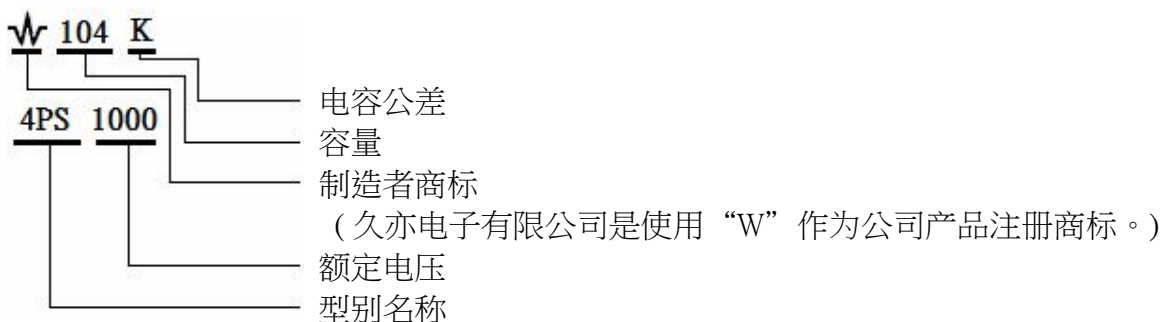 W 104 K
4PS 1000
电容公差
容量
制造者商标
（久亦电子有限公司是使用“W”作为公司产品注册商标。）
额定电压
型别名称